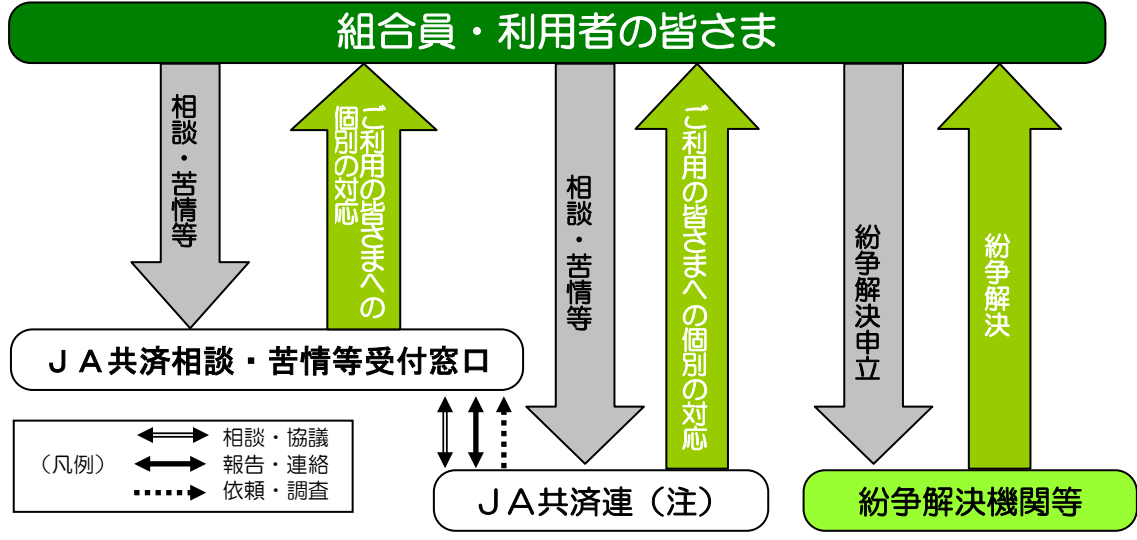 組合員・利用者の皆さま
相談・苦情等
ご利用の皆さまへの
個別の対応
相談・苦情等
ご利用の皆さまへの個別の対応
紛争解決申立
紛争解決
ＪＡ共済相談・苦情等受付窓口
（凡例）
相談・協議
報告・連絡
依頼・調査
ＪＡ共済連（注）
紛争解決機関等